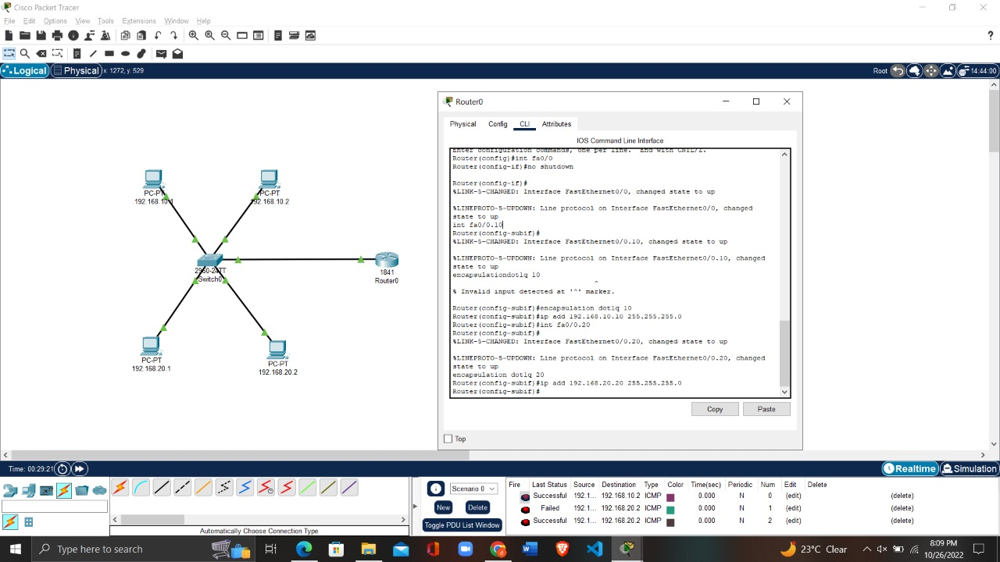 Cisco Packet Tracer
File Edit Options View Tools Extensions Window Help
?
Logical Physical x: 1272, y: 529
Root 14:44:00
PC-PT
192.168.10.1
PC-PT
192.168.10.2
2950-24TT
Switch0
1841
Router0
PC-PT
192.168.20.1
PC-PT
192.168.20.2
Router0
Physical Config CLI Attributes
IOS Command Line Interface
Enter configuration commands, one per line. End with CNTL/Z.
Router(config)#int fa0/0
Router(config-if)#no shutdown
Router(config-if)#
%LINK-5-CHANGED: Interface FastEthernet0/0, changed state to up
%LINEPROTO-5-UPDOWN: Line protocol on Interface FastEthernet0/0, changed
state to up
int fa0/0.10
Router(config-subif)#
%LINK-5-CHANGED: Interface FastEthernet0/0.10, changed state to up
%LINEPROTO-5-UPDOWN: Line protocol on Interface FastEthernet0/0.10, changed
state to up
encapsulationdot1q 10
^
% Invalid input detected at '^' marker.
Router(config-subif)#encapsulation dot1q 10
Router(config-subif)#ip add 192.168.10.10 255.255.255.0
Router(config-subif)#int fa0/0.20
Router(config-subif)#
%LINK-5-CHANGED: Interface FastEthernet0/0.20, changed state to up
%LINEPROTO-5-UPDOWN: Line protocol on Interface FastEthernet0/0.20, changed
state to up
encapsulation dot1q 20
Router(config-subif)#ip add 192.168.20.20 255.255.255.0
Router(config-subif)#
Copy Paste
Top
Time: 00:29:21
Realtime Simulation
Automatically Choose Connection Type
Scenario 0
New Delete
Toggle PDU List Window
Fire Last Status Source Destination Type Color Time(sec) Periodic Num Edit Delete
Successful 192.1... 192.168.10.2 ICMP 0.000 N 0 (edit) (delete)
Failed 192.1... 192.168.20.2 ICMP 0.000 N 1 (edit) (delete)
Successful 192.1... 192.168.20.2 ICMP 0.000 N 2 (edit) (delete)
Type here to search
23°C Clear
8:09 PM
10/26/2022